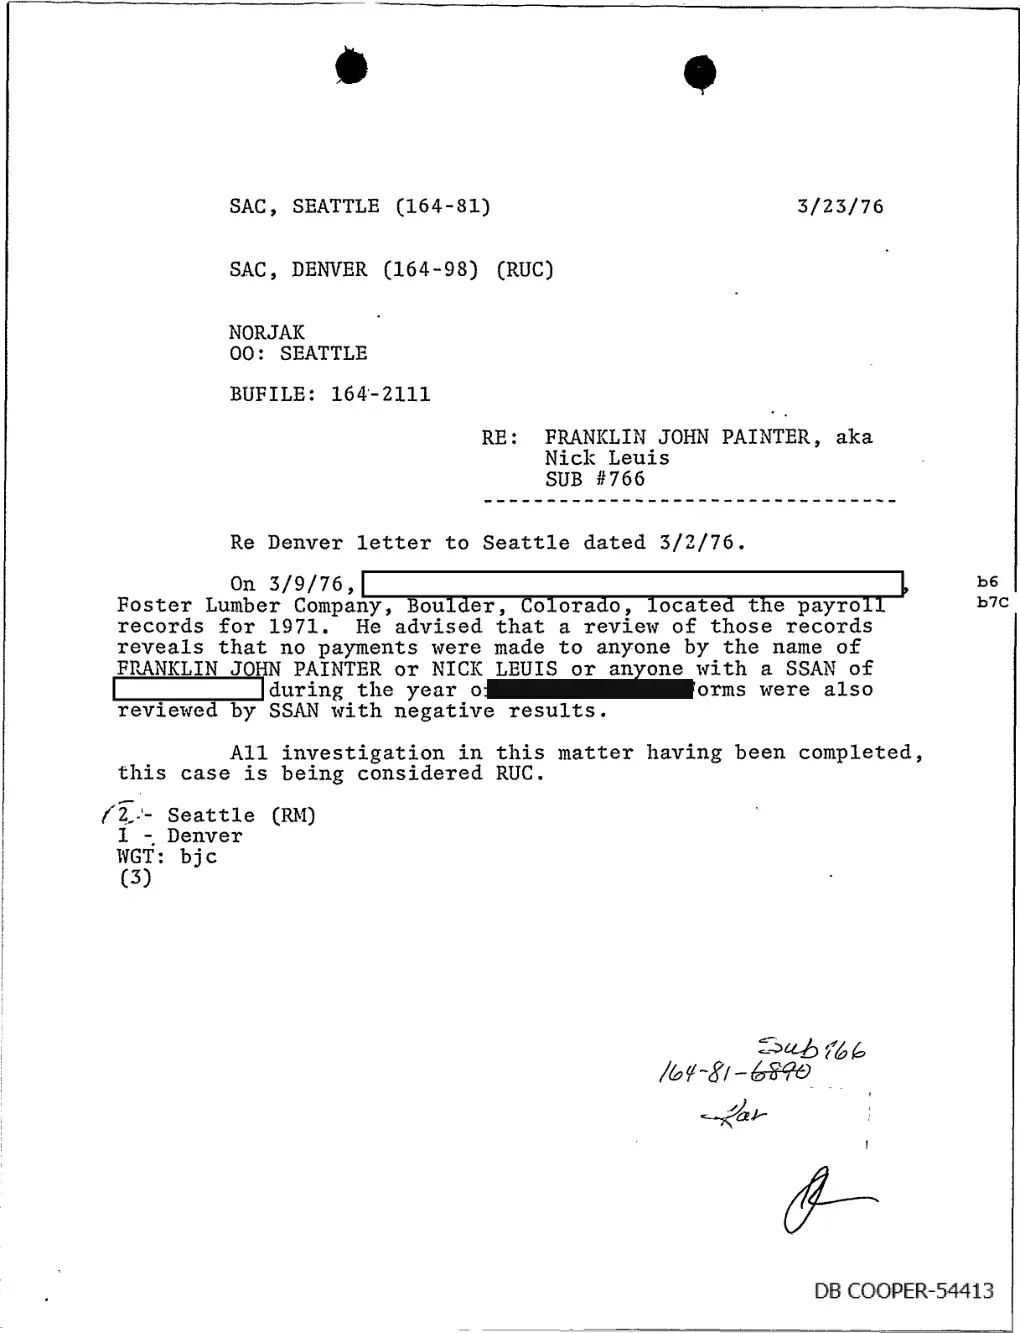 SAC, SEATTLE (164-81) 3/23/76
SAC, DENVER (164-98) (RUC)
NORJAK
OO: SEATTLE
BUFILE: 164-2111
RE: FRANKLIN JOHN PAINTER, aka
Nick Leuis
SUB #766
---------------------------------
Re Denver letter to Seattle dated 3/2/76.
On 3/9/76, , b6
Foster Lumber Company, Boulder, Colorado, located the payroll b7C
records for 1971. He advised that a review of those records
reveals that no payments were made to anyone by the name of
FRANKLIN JOHN PAINTER or NICK LEUIS or anyone with a SSAN of
during the year o orms were also
reviewed by SSAN with negative results.
All investigation in this matter having been completed,
this case is being considered RUC.
2 - Seattle (RM)
1 - Denver
WGT: bjc
(3)
Sub 766
164-81-6890
DB COOPER-54413